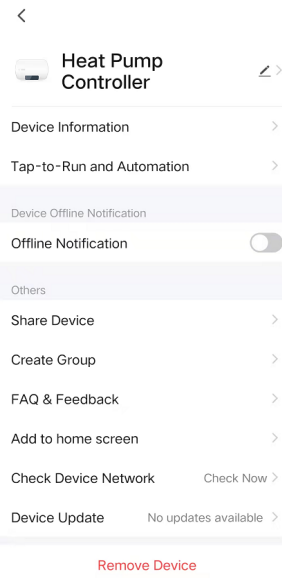 Heat Pump
Controller
Device Information
Tap-to-Run and Automation
Device Offline Notification
Offline Notification
Others
Share Device
Create Group
FAQ & Feedback
Add to home screen
Check Device Network Check Now
Device Update No updates available
Remove Device